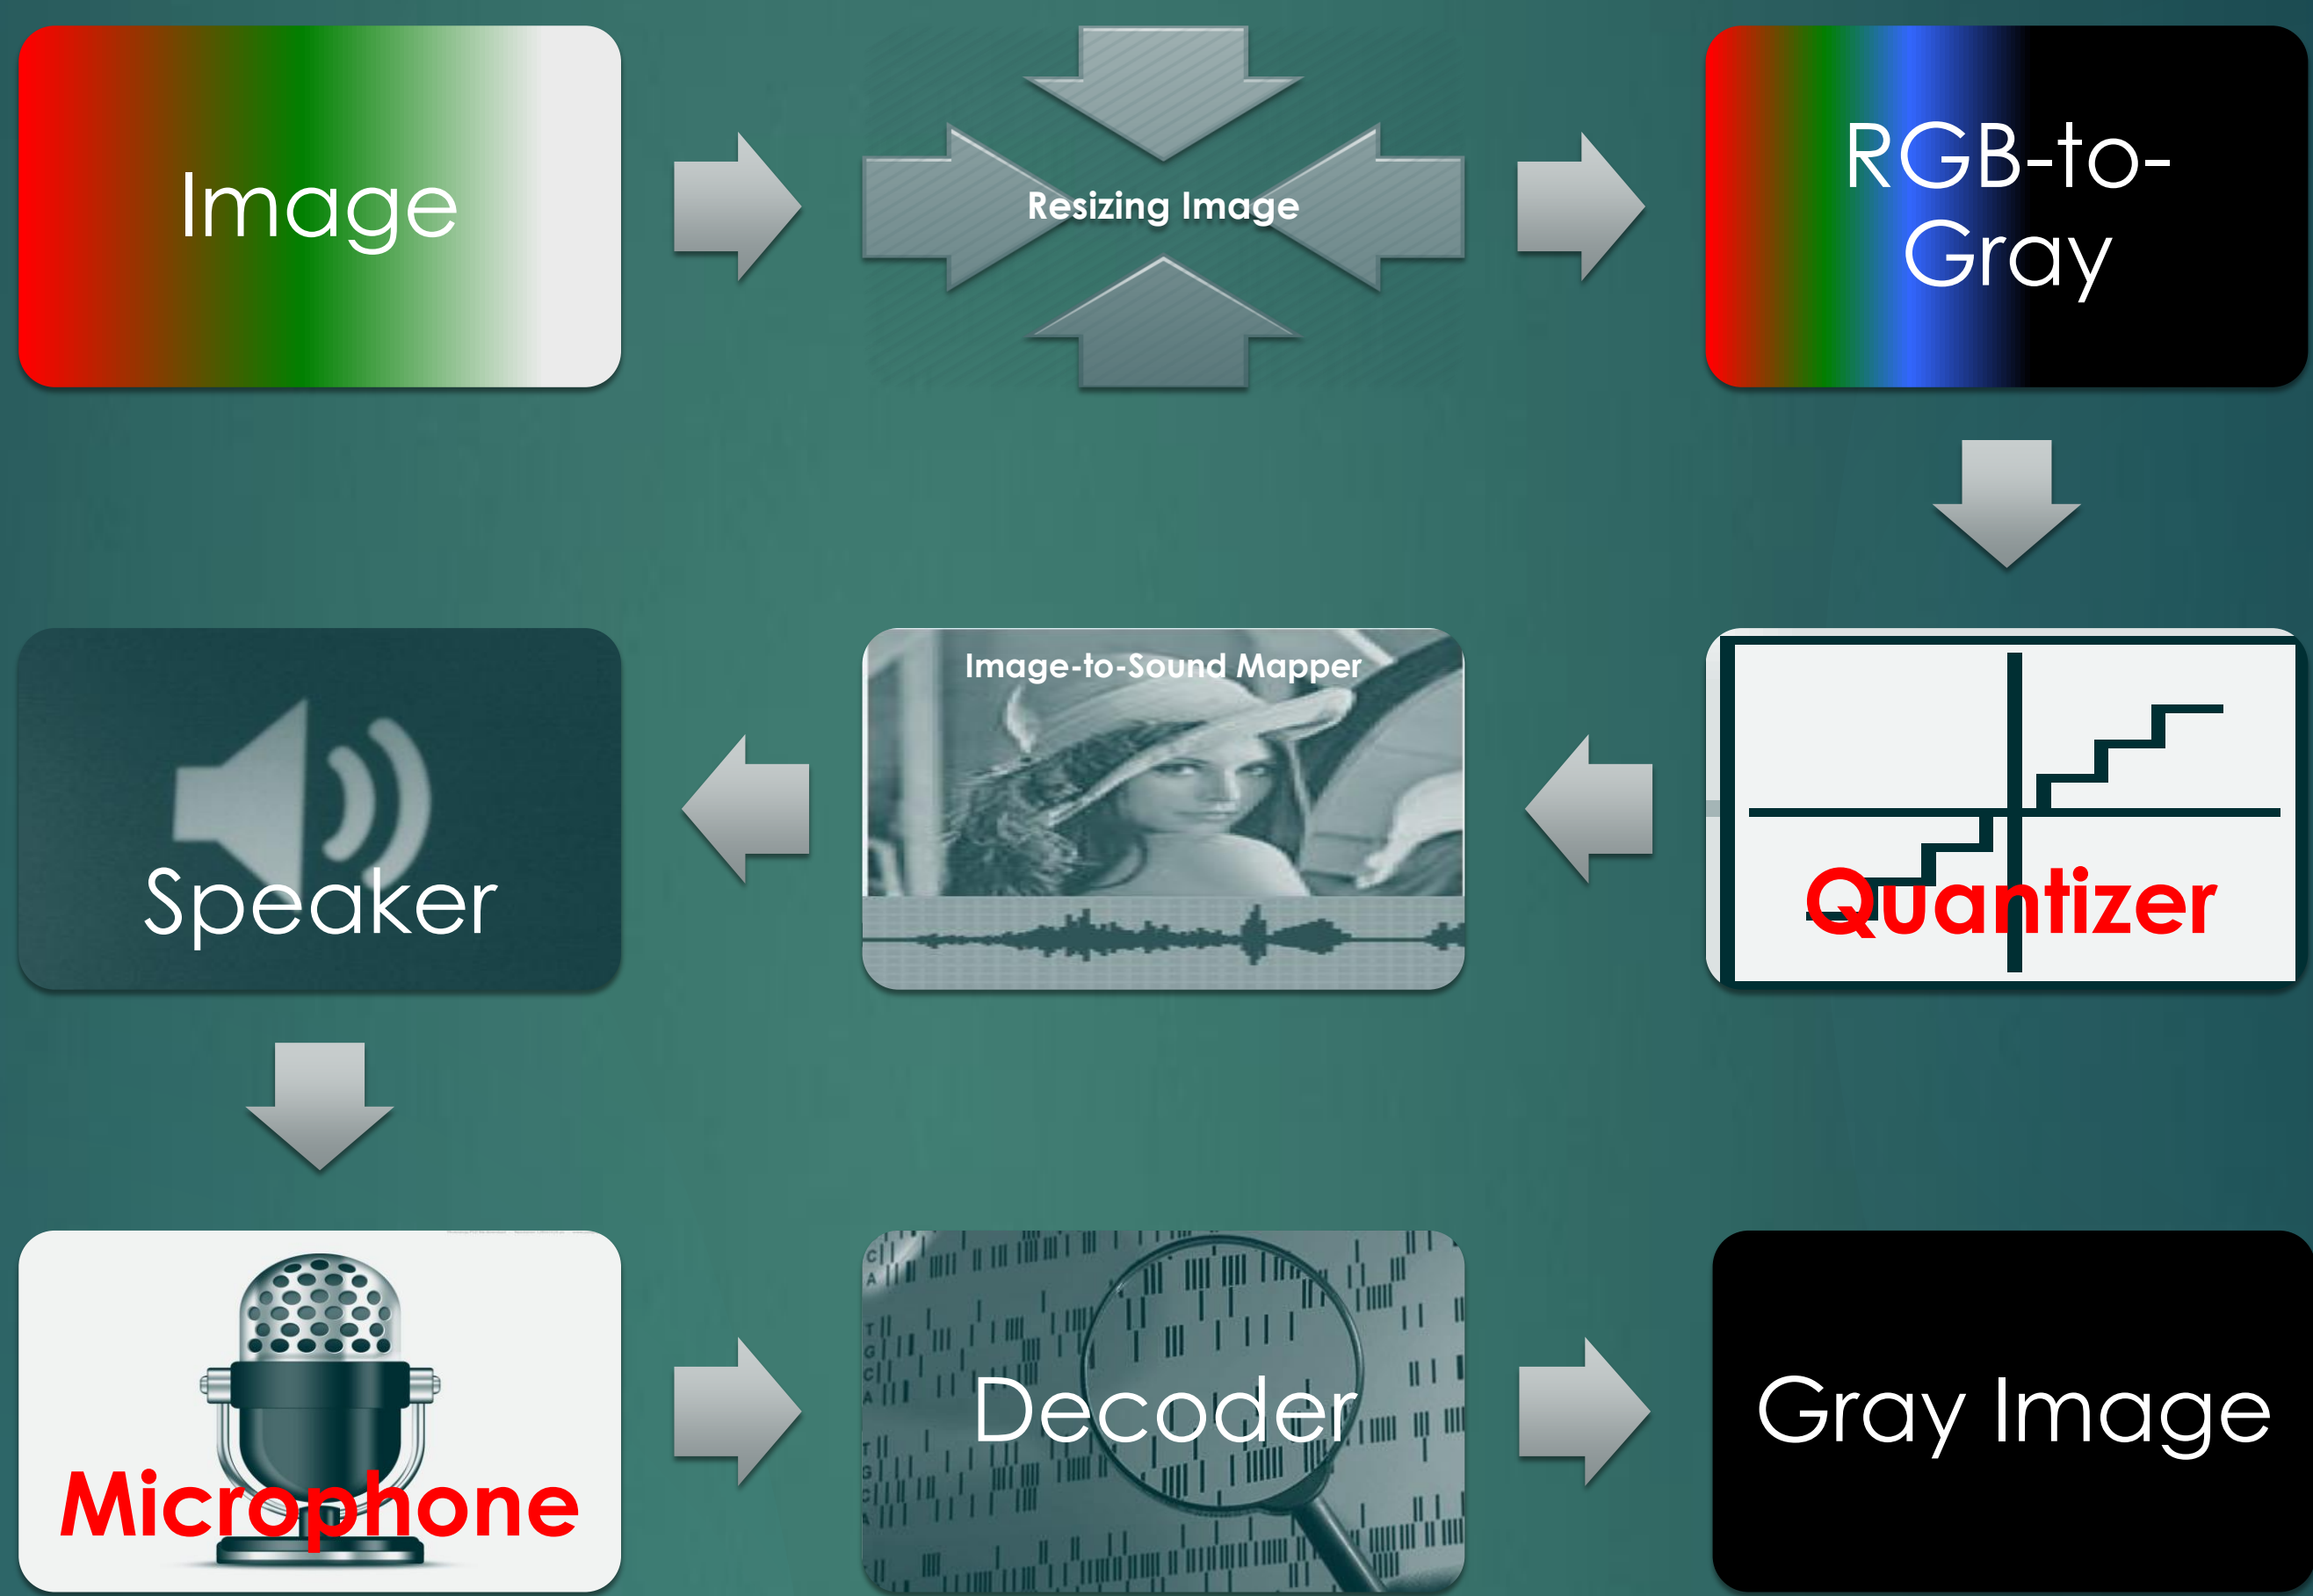 Image
Resizing Image
RGB-to-
Gray
Speaker
Image-to-Sound Mapper
Quantizer
Microphone
C
A
T
G
C
A
Decoder
T
G
C
A
Gray Image